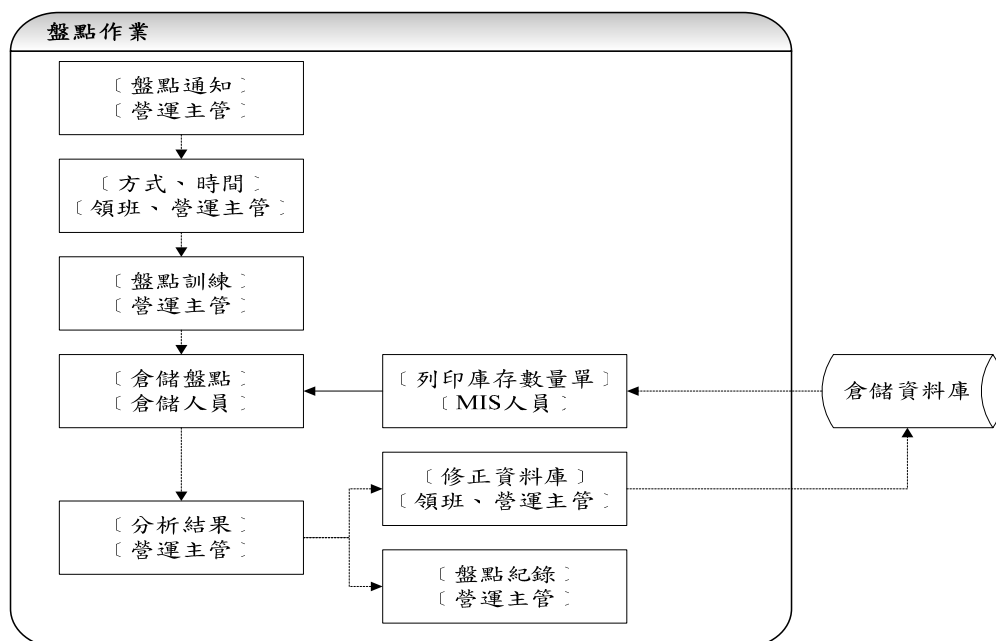 盤點作業
〔盤點通知〕
〔營運主管〕
〔方式、時間〕
〔領班、營運主管〕
〔盤點訓練〕
〔營運主管〕
〔倉儲盤點〕
〔倉儲人員〕
〔列印庫存數量單〕
〔MIS人員〕
倉儲資料庫
〔修正資料庫〕
〔領班、營運主管〕
〔分析結果〕
〔營運主管〕
〔盤點紀錄〕
〔營運主管〕